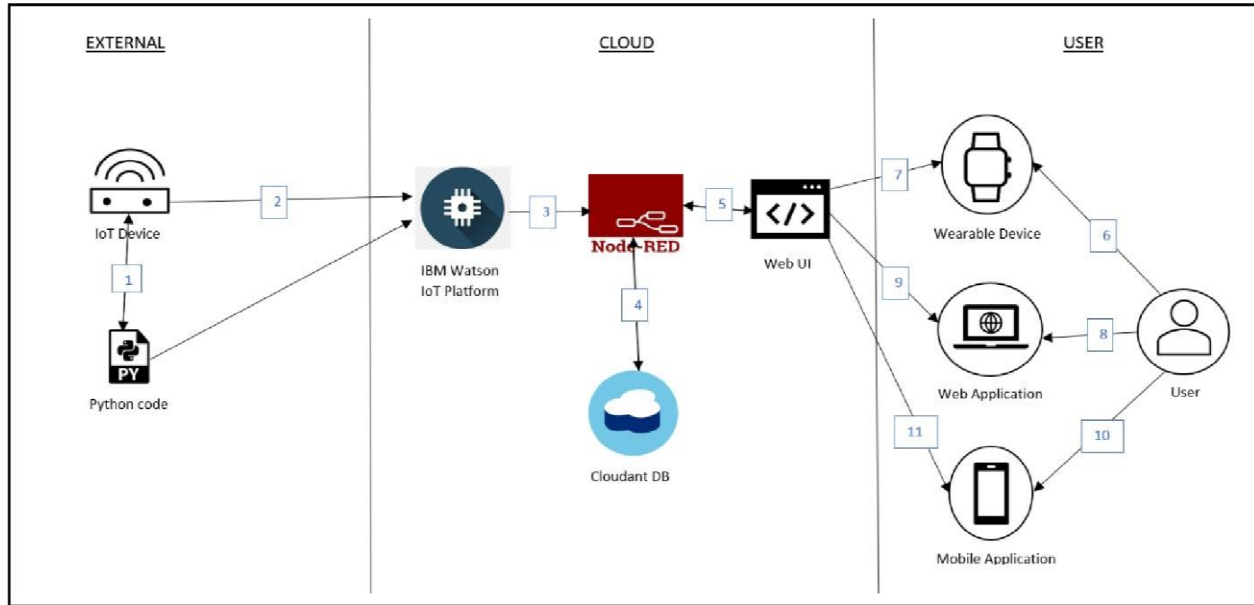 EXTERNAL
CLOUD
USER
IoT Device
1
PY
Python code
2
IBM Watson
IoT Platform
3
Node-RED
4
Cloudant DB
5
</>
Web UI
7
Wearable Device
6
9
Web Application
8
User
11
10
Mobile Application